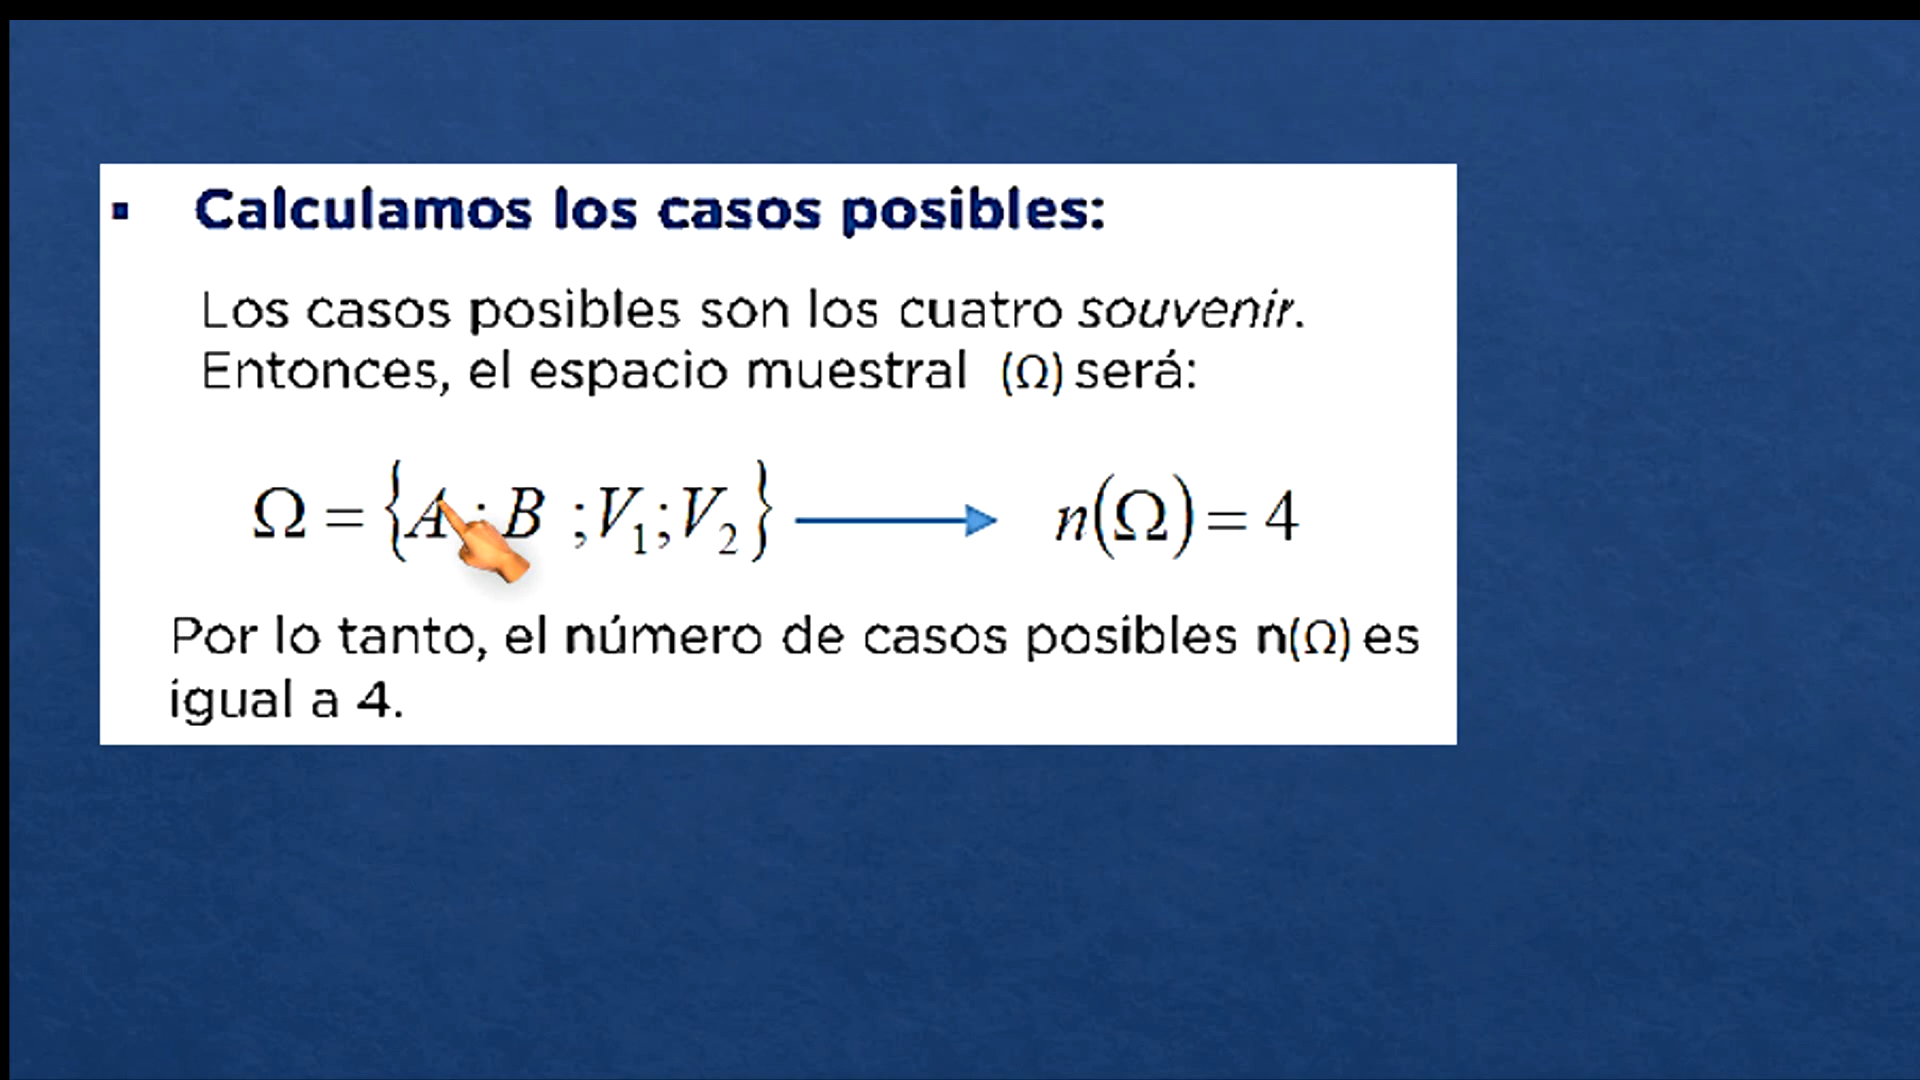 ▪ Calculamos los casos posibles:
Los casos posibles son los cuatro souvenir.
Entonces, el espacio muestral (Ω) será:
Ω = {A ; B ; V₁; V₂} → n(Ω) = 4
Por lo tanto, el número de casos posibles n(Ω) es
igual a 4.